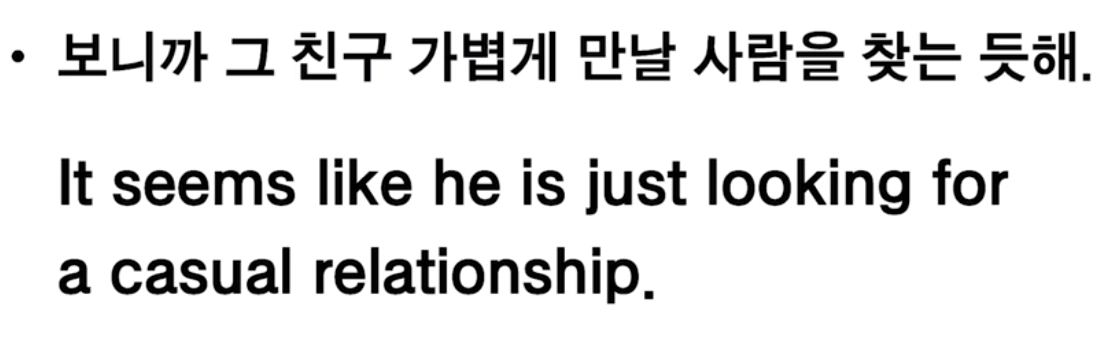 • 보니까 그 친구 가볍게 만날 사람을 찾는 듯해.
It seems like he is just looking for
a casual relationship.